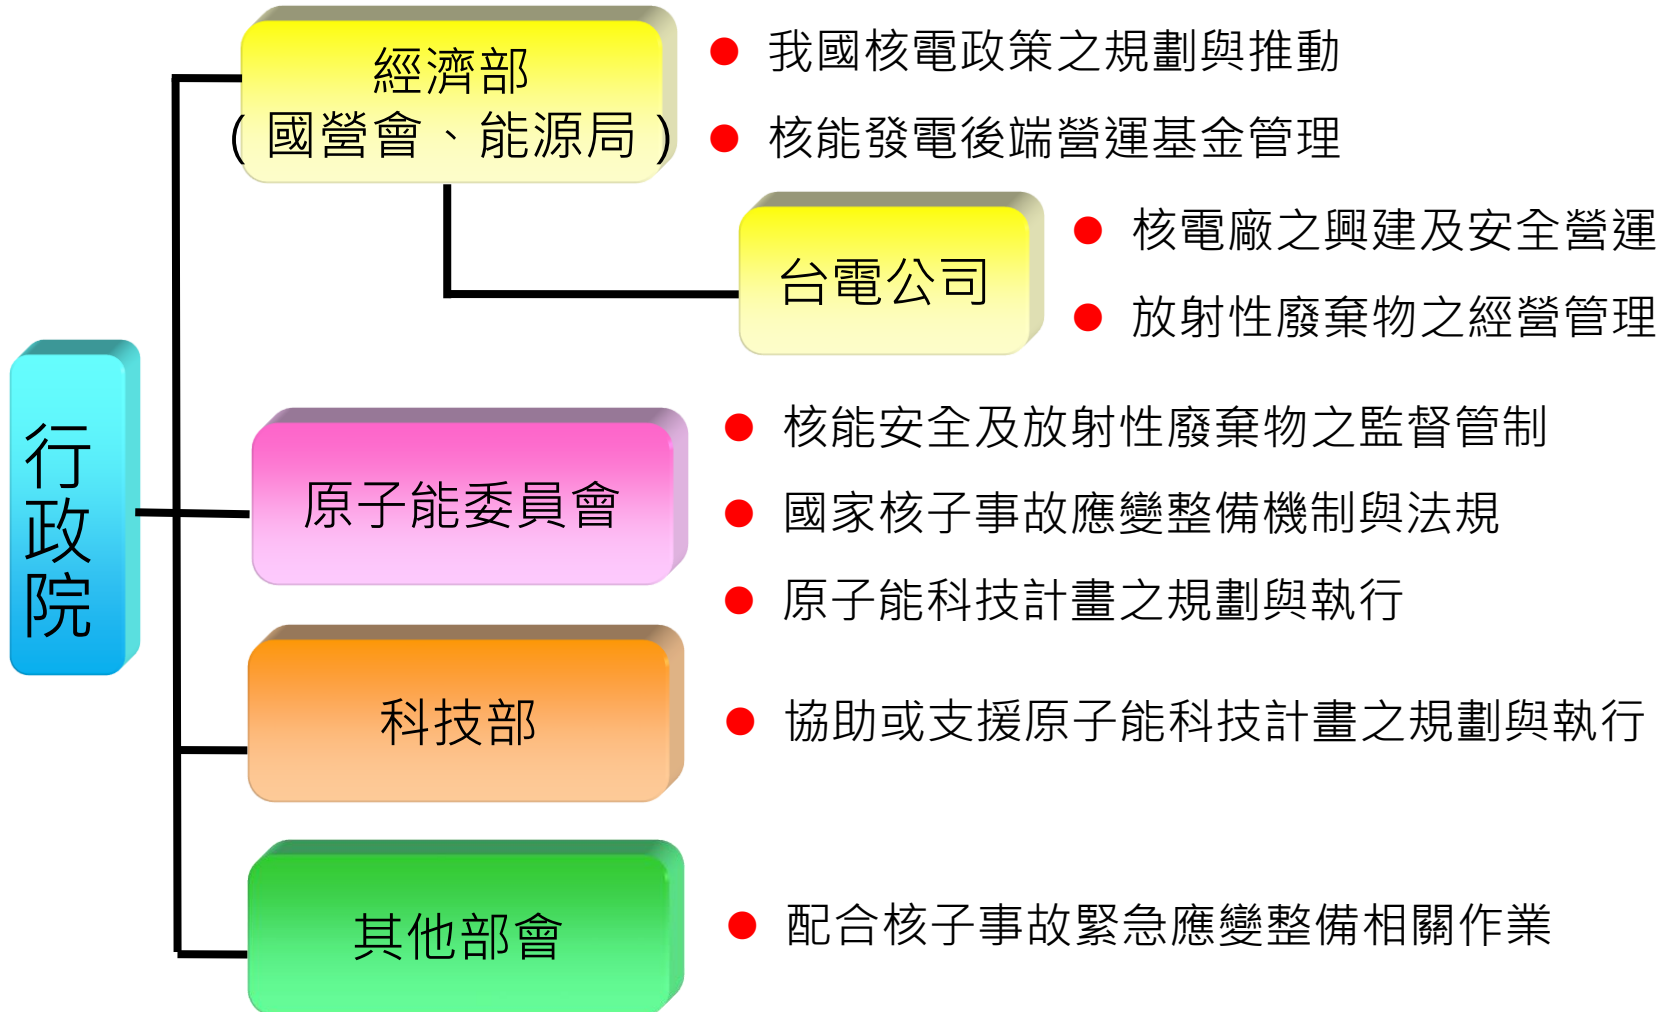 行政院
經濟部
(國營會、能源局)
● 我國核電政策之規劃與推動
● 核能發電後端營運基金管理
台電公司
● 核電廠之興建及安全營運
● 放射性廢棄物之經營管理
原子能委員會
● 核能安全及放射性廢棄物之監督管制
● 國家核子事故應變整備機制與法規
● 原子能科技計畫之規劃與執行
科技部
● 協助或支援原子能科技計畫之規劃與執行
其他部會
● 配合核子事故緊急應變整備相關作業